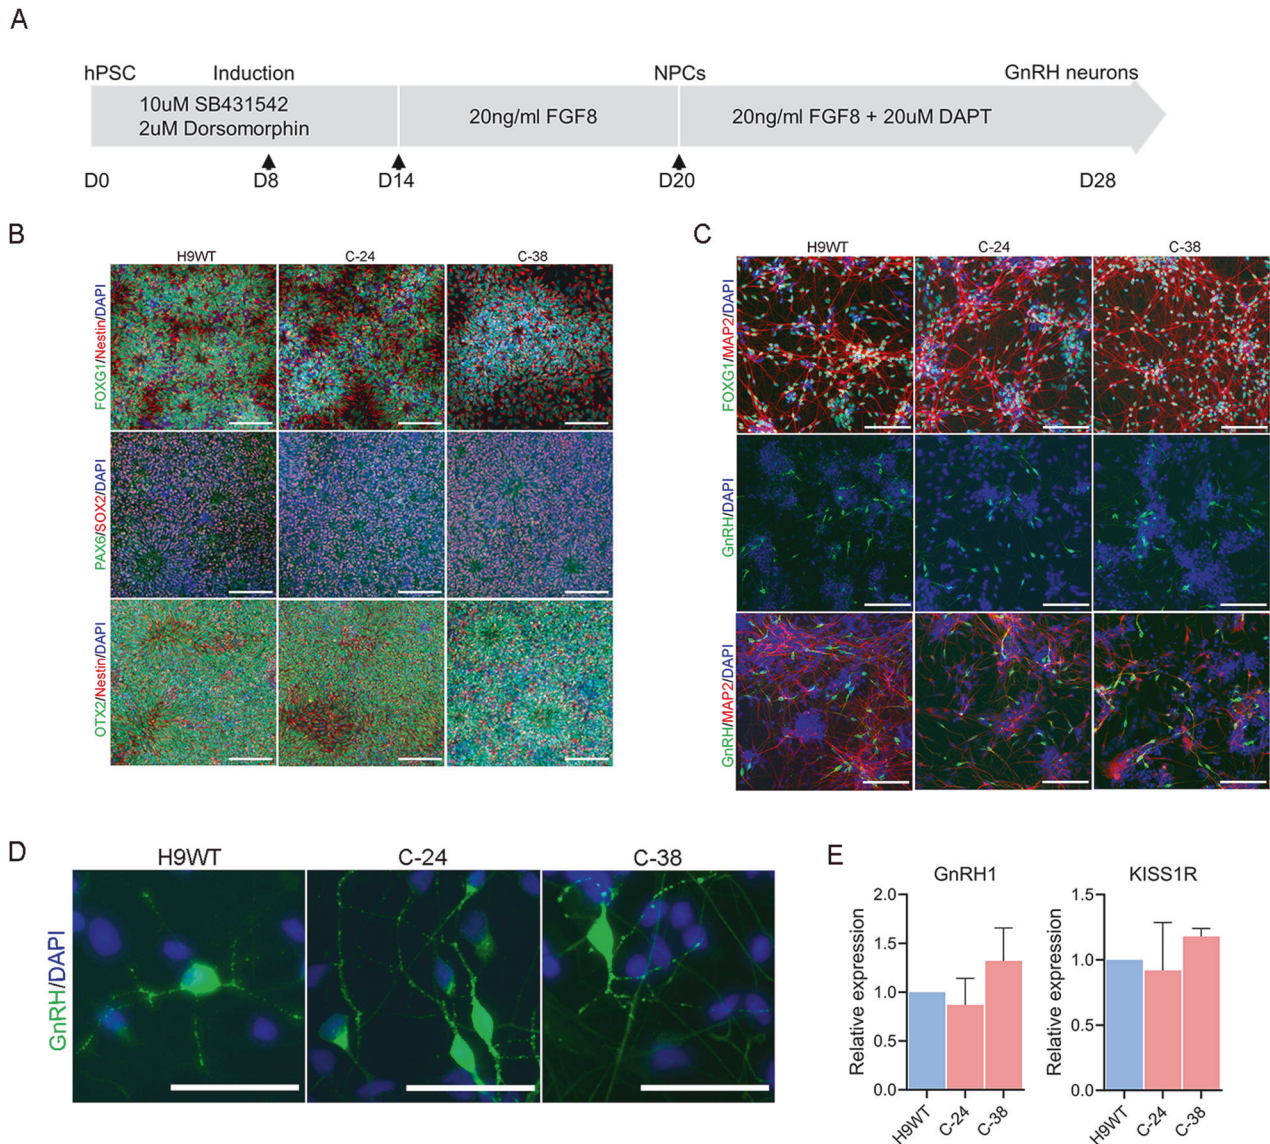 A
hPSC Induction NPCs GnRH neurons
10uM SB431542
2uM Dorsomorphin
20ng/ml FGF8
20ng/ml FGF8 + 20uM DAPT
D0 D8 D14 D20 D28
B
H9WT C-24 C-38
FOXG1/Nestin/DAPI
PAX6/SOX2/DAPI
OTX2/Nestin/DAPI
C
H9WT C-24 C-38
FOXG1/MAP2/DAPI
GnRH/DAPI
GnRH/MAP2/DAPI
D
H9WT C-24 C-38
GnRH/DAPI
E
GnRH1
Relative expression
2.0
1.5
1.0
0.5
0.0
H9WT C-24 C-38
KISS1R
Relative expression
1.5
1.0
0.5
0.0
H9WT C-24 C-38